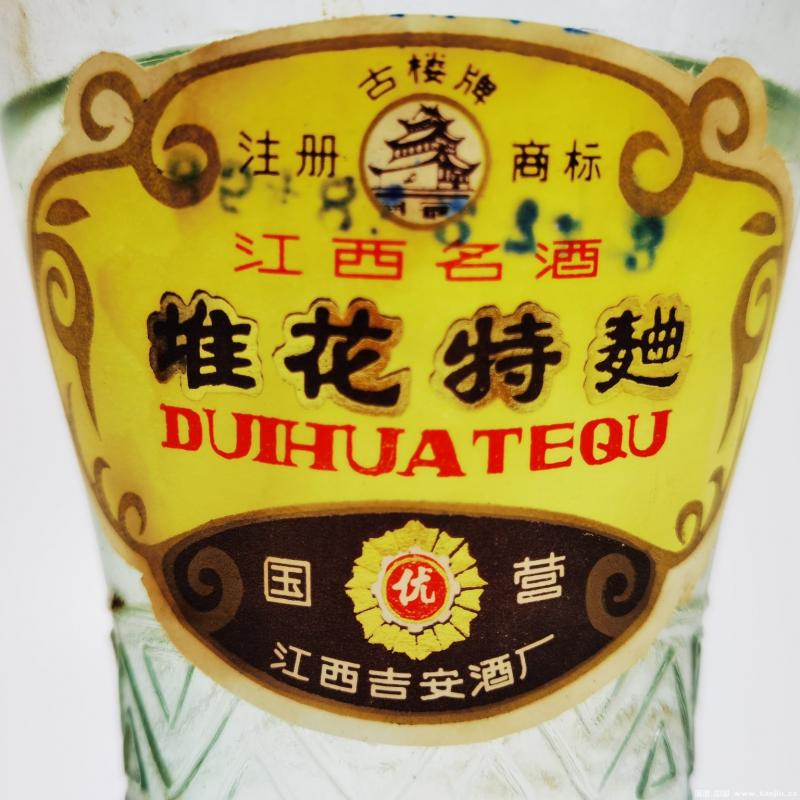 古楼牌
注册 商标
江西名酒
堆花特麯
DUIHUATEQU
优
国 营
江西吉安酒厂